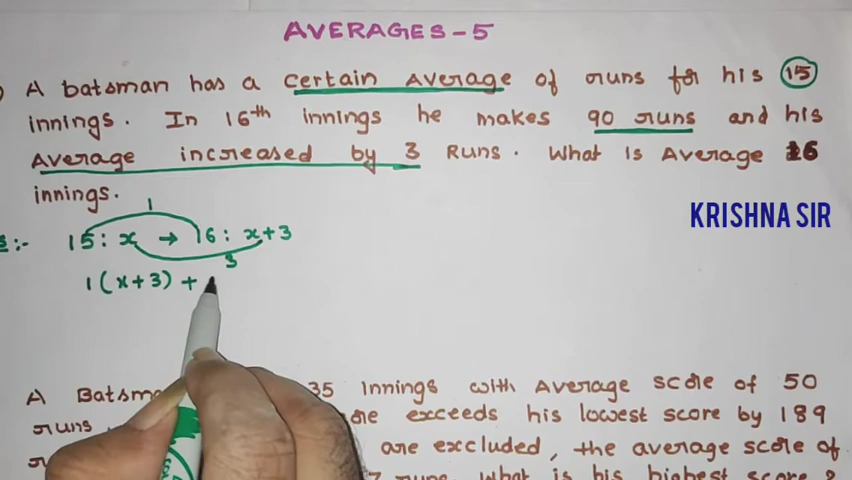 AVERAGES-5
A batsman has a certain Average of runs for his 15
innings. In 16th innings he makes 90 runs and his
Average increased by 3 Runs. What is Average 16
innings.
KRISHNA SIR
1
S:- 15: x → 16: x+3
3
1(x+3) +
A Batsma 35 Innings with Average score of 50
runs exceeds his lowest score by 189
are excluded, the average score of
runs. What is his highest score?